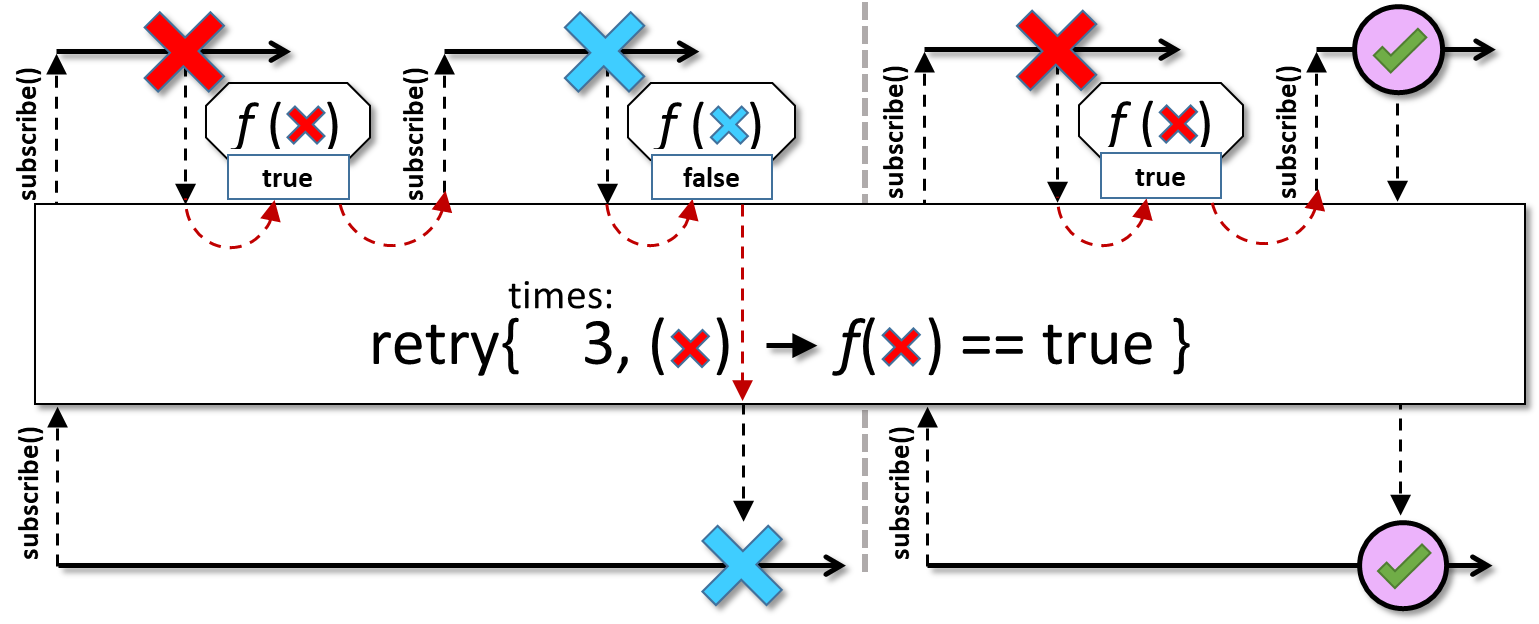 subscribe()
f ( )
true
subscribe()
f ( )
false
subscribe()
f ( )
true
subscribe()
times:
retry{ 3, ( ) → f( ) == true }
subscribe()
subscribe()